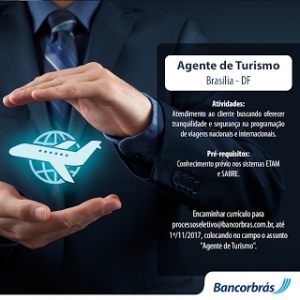 Agente de Turismo
Brasília - DF
Atividades:
Atendimento ao cliente buscando oferecer
tranquilidade e segurança na programação
de viagens nacionais e internacionais.
Pré-requisitos:
Conhecimento prévio nos sistemas ETAM
e SABRE.
Encaminhar currículo para
processoseletivo@bancorbras.com.br, até
1º/11/2017, colocando no campo o assunto
"Agente de Turismo".
Bancorbrás